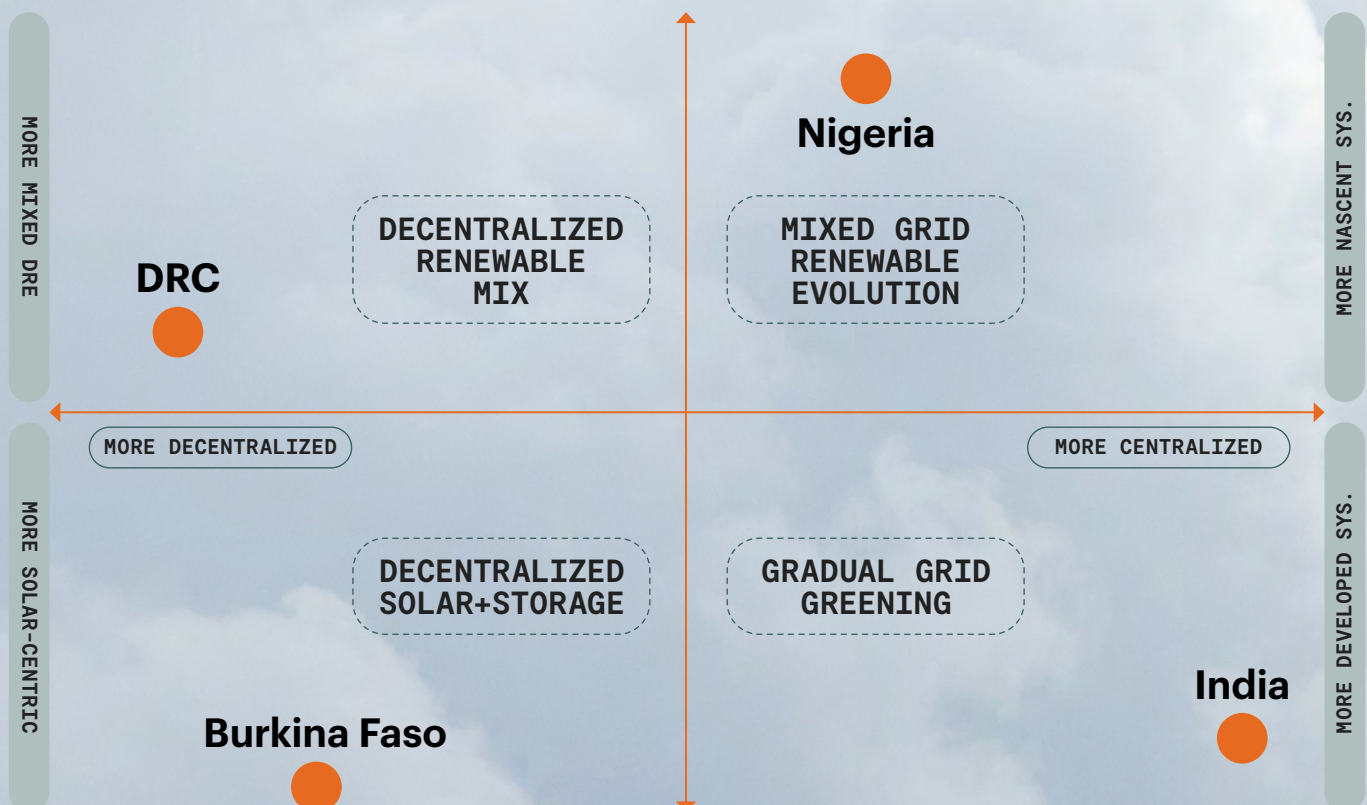 MORE MIXED DRE
MORE NASCENT SYS.
Nigeria
DECENTRALIZED
RENEWABLE
MIX
MIXED GRID
RENEWABLE
EVOLUTION
DRC
MORE DECENTRALIZED
MORE CENTRALIZED
MORE SOLAR-CENTRIC
MORE DEVELOPED SYS.
DECENTRALIZED
SOLAR+STORAGE
GRADUAL GRID
GREENING
India
Burkina Faso